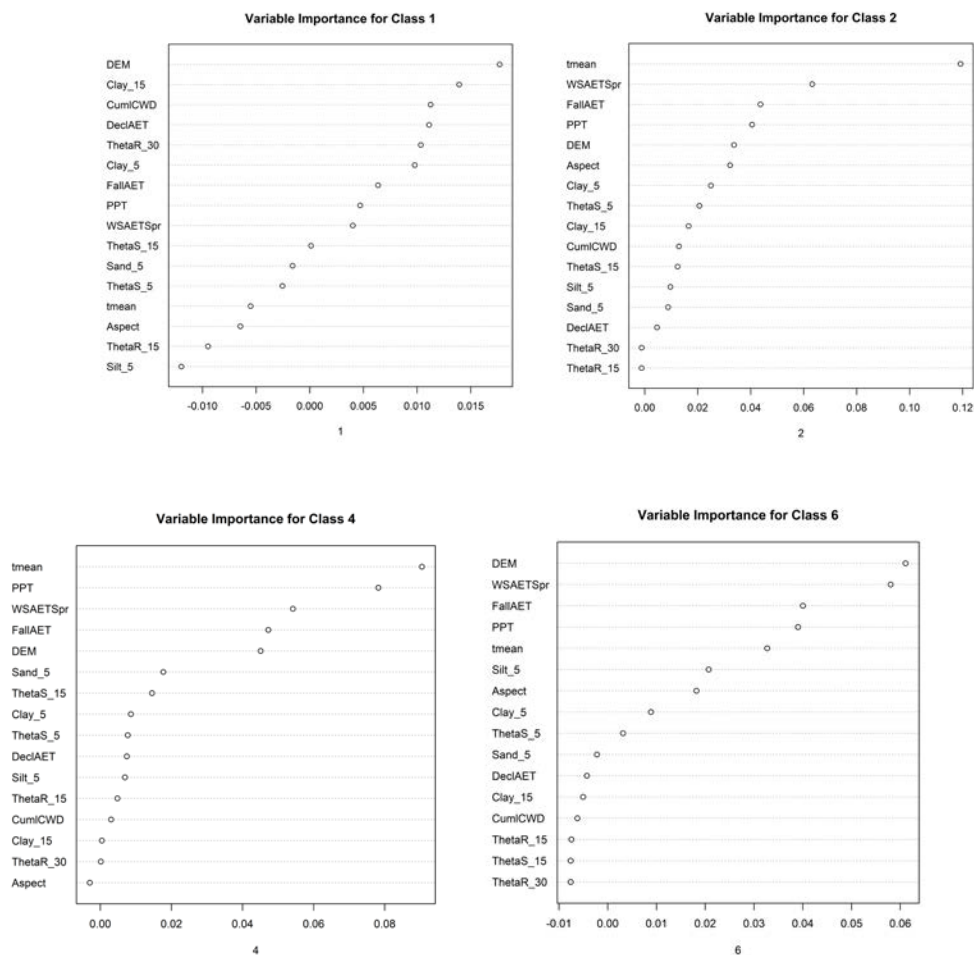 Variable Importance for Class 1
DEM
Clay_15
CumlCWD
DeclAET
ThetaR_30
Clay_5
FallAET
PPT
WSAETSpr
ThetaS_15
Sand_5
ThetaS_5
tmean
Aspect
ThetaR_15
Silt_5
-0.010 -0.005 0.000 0.005 0.010 0.015
1
Variable Importance for Class 2
tmean
WSAETSpr
FallAET
PPT
DEM
Aspect
Clay_5
ThetaS_5
Clay_15
CumlCWD
ThetaS_15
Silt_5
Sand_5
DeclAET
ThetaR_30
ThetaR_15
0.00 0.02 0.04 0.06 0.08 0.10 0.12
2
Variable Importance for Class 4
tmean
PPT
WSAETSpr
FallAET
DEM
Sand_5
ThetaS_15
Clay_5
ThetaS_5
DeclAET
Silt_5
ThetaR_15
CumlCWD
Clay_15
ThetaR_30
Aspect
0.00 0.02 0.04 0.06 0.08
4
Variable Importance for Class 6
DEM
WSAETSpr
FallAET
PPT
tmean
Silt_5
Aspect
Clay_5
ThetaS_5
Sand_5
DeclAET
Clay_15
CumlCWD
ThetaR_15
ThetaS_15
ThetaR_30
-0.01 0.00 0.01 0.02 0.03 0.04 0.05 0.06
6